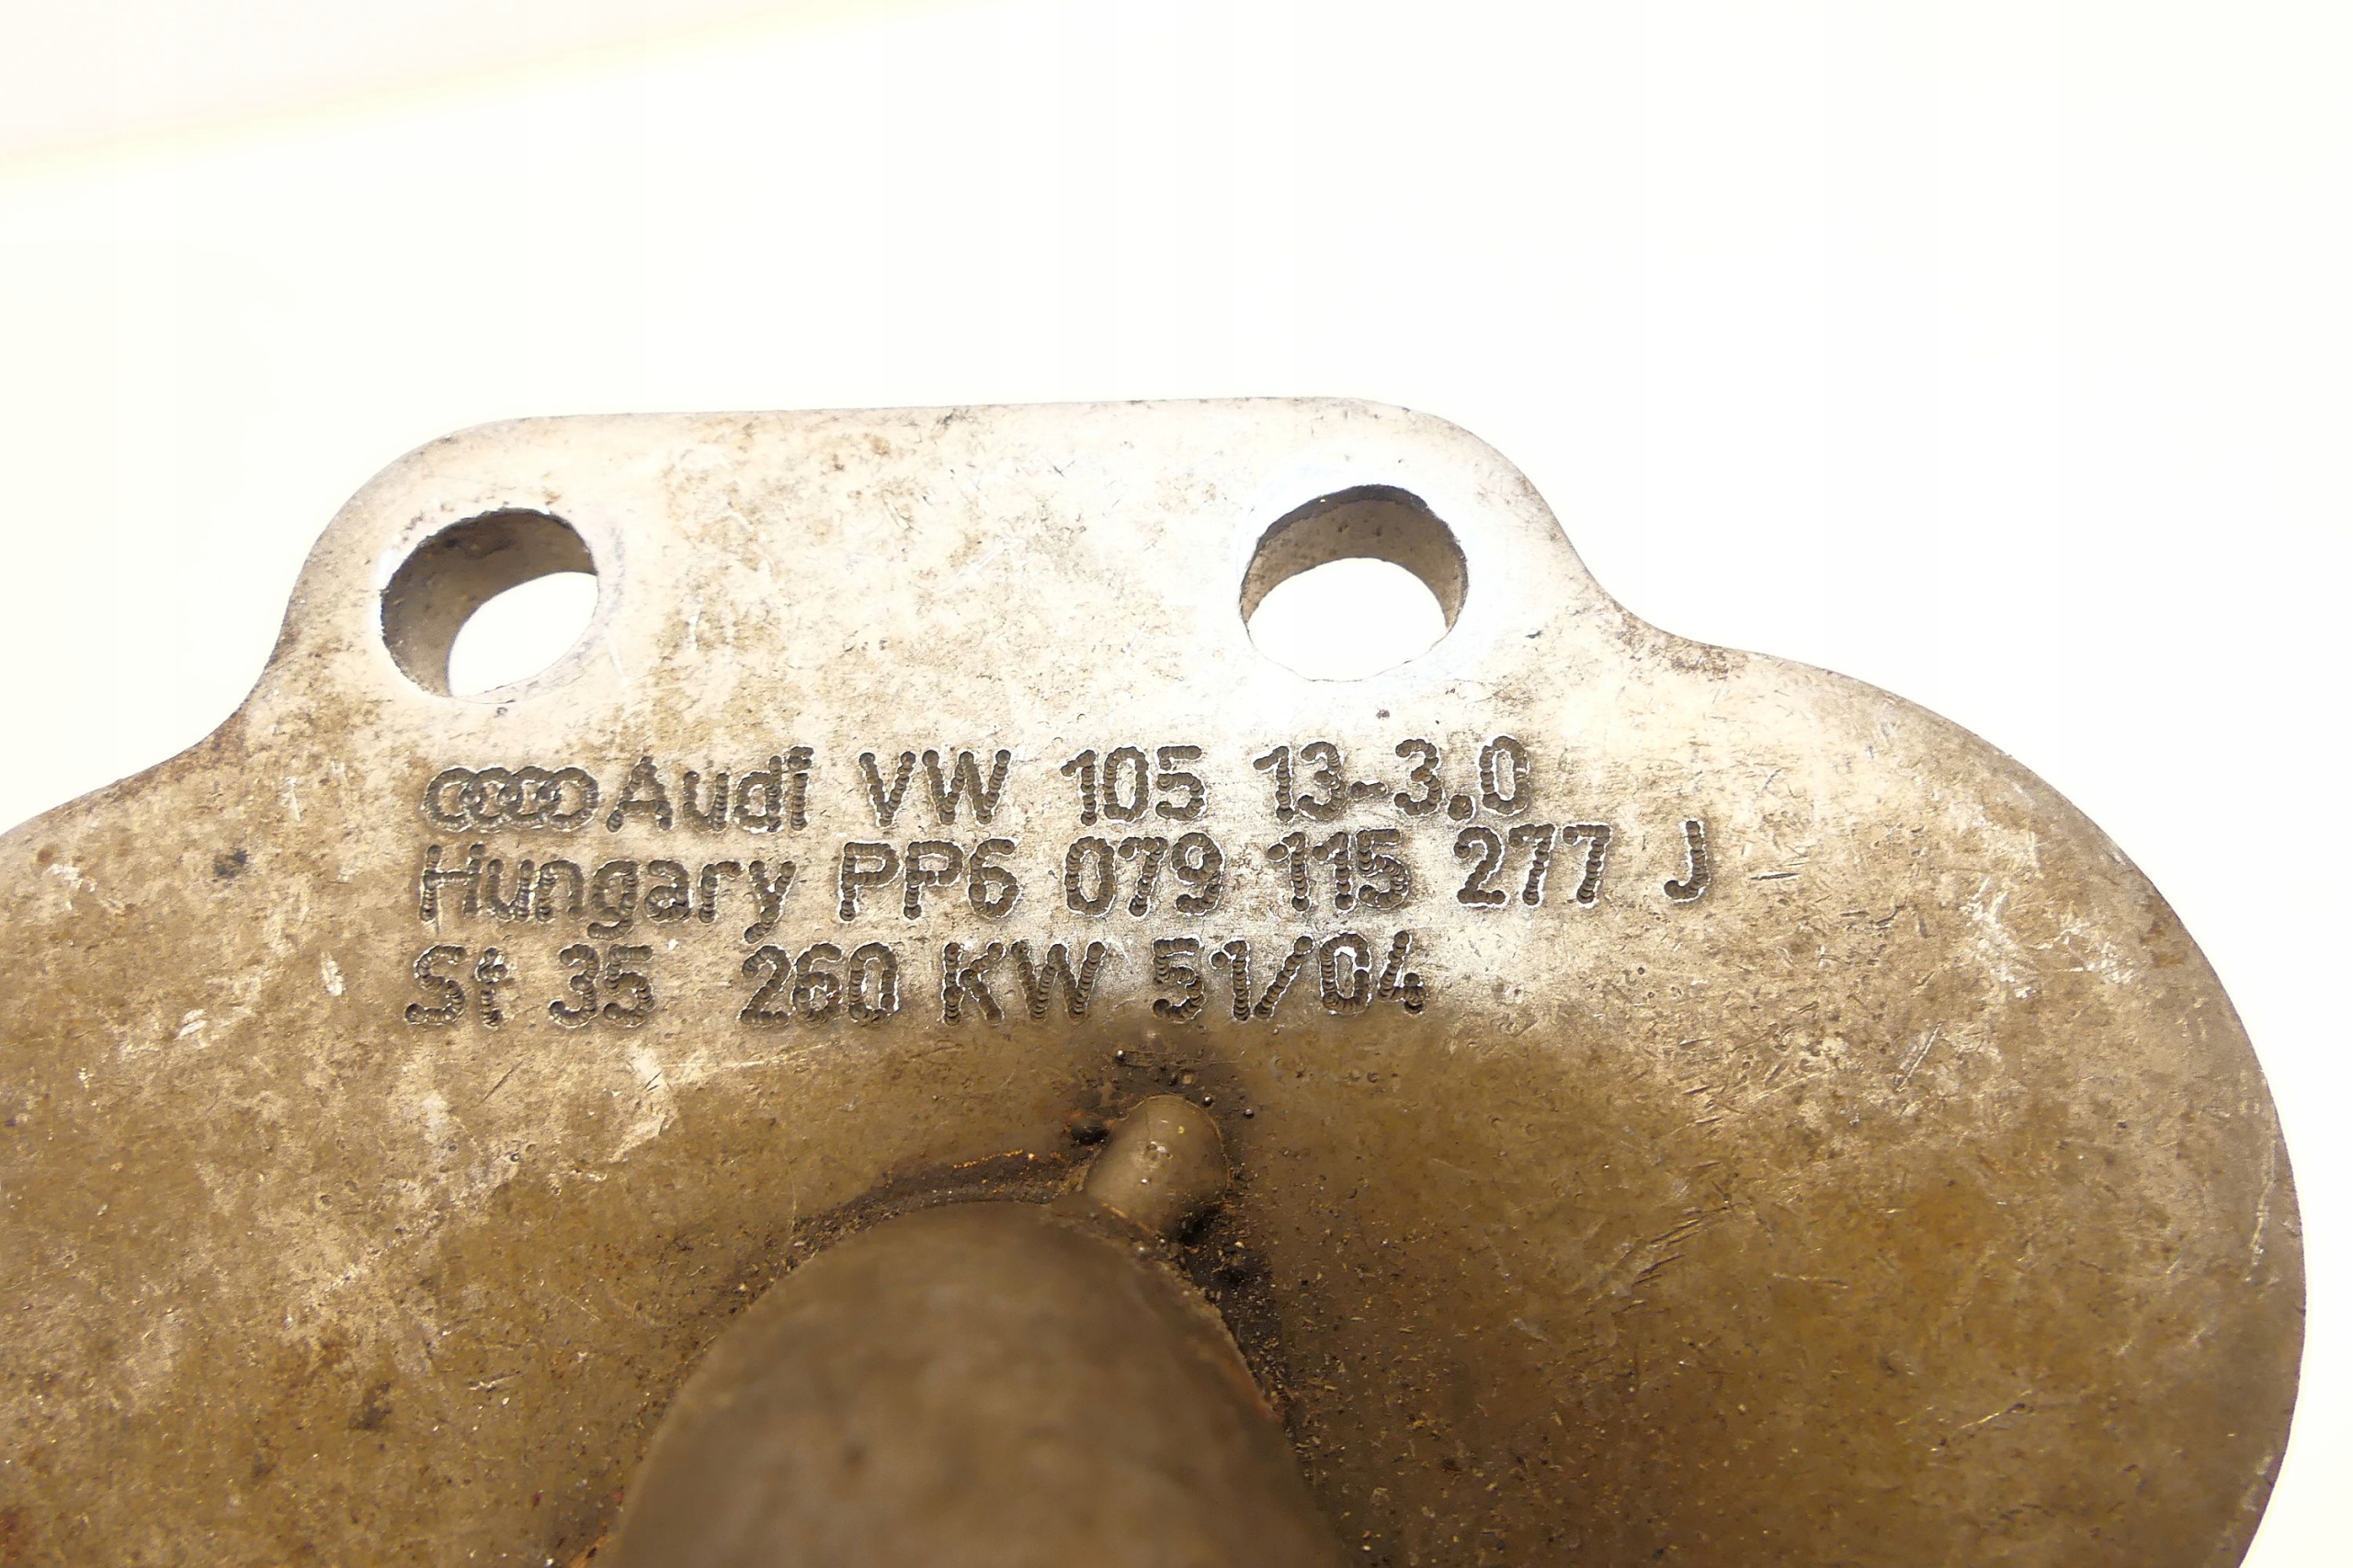 Audi VW 105 13-3.0
Hungary PP6 079 115 277 J
St 35 260 KW 51/04